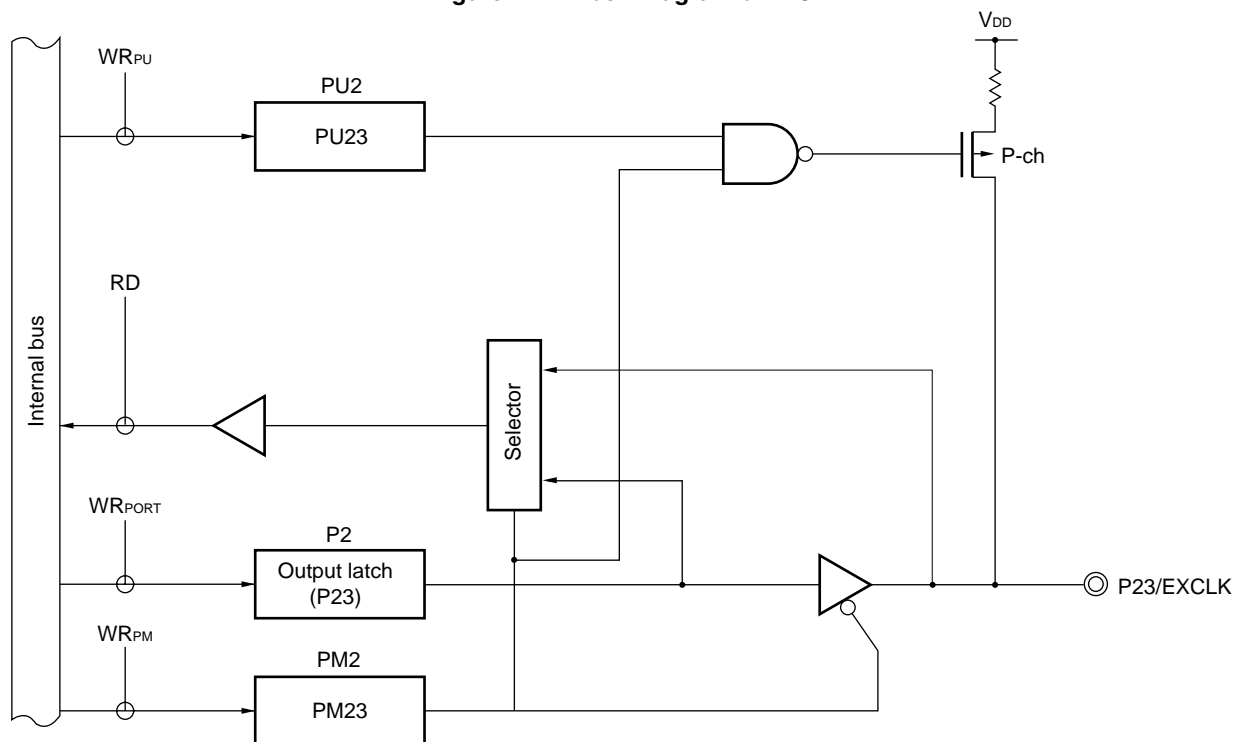 VDD
WRPU
PU2
PU23
P-ch
RD
Internal bus
Selector
WRPORT
P2
Output latch
(P23)
P23/EXCLK
WRPM
PM2
PM23